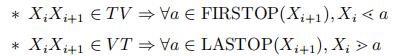 * X_iX_{i+1} ∈ TV ⇒ ∀a ∈ FIRSTOP(X_{i+1}), X_i ⋖ a
* X_iX_{i+1} ∈ VT ⇒ ∀a ∈ LASTOP(X_{i+1}), X_i ⋗ a